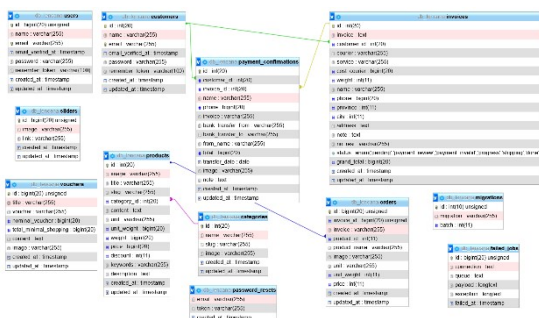 users
id : bigint(20) unsigned
name : varchar(255)
email : varchar(255)
email_verified_at : timestamp
password : varchar(255)
remember_token : varchar(100)
created_at : timestamp
updated_at : timestamp
customers
id : int(20)
name : varchar(255)
email : varchar(255)
email_verified_at : timestamp
password : varchar(255)
remember_token : varchar(100)
created_at : timestamp
updated_at : timestamp
invoices
id : int(20)
invoice : text
customer_id : int(20)
courier : varchar(255)
service : varchar(255)
cost_courier : bigint(20)
weight : int(11)
name : varchar(255)
phone : bigint(20)
province : int(11)
city : int(11)
address : text
note : text
no_resi : varchar(255)
grand_total : bigint(20)
created_at : timestamp
updated_at : timestamp
payment_confirmations
id : int(20)
customer_id : int(20)
invoice_id : int(20)
name : varchar(255)
phone : bigint(20)
invoice : varchar(255)
bank_transfer_from : varchar(255)
bank_transfer_to : varchar(255)
from_name : varchar(255)
total : bigint(20)
transfer_date : date
image : varchar(255)
note : text
created_at : timestamp
updated_at : timestamp
sliders
id : bigint(20) unsigned
image : varchar(255)
link : varchar(255)
created_at : timestamp
updated_at : timestamp
vouchers
id : bigint(20) unsigned
title : varchar(255)
voucher : varchar(255)
nominal_voucher : bigint(20)
total_minimal_shopping : bigint(20)
content : text
image : varchar(255)
created_at : timestamp
updated_at : timestamp
products
id : int(20)
image : varchar(255)
title : varchar(255)
slug : varchar(255)
category_id : int(20)
content : text
unit : varchar(255)
unit_weight : bigint(20)
weight : bigint(20)
price : bigint(20)
discount : int(11)
keywords : varchar(255)
description : text
created_at : timestamp
updated_at : timestamp
categories
id : int(20)
name : varchar(255)
slug : varchar(255)
image : varchar(255)
created_at : timestamp
updated_at : timestamp
password_resets
email : varchar(255)
token : varchar(255)
created_at : timestamp
orders
id : bigint(20) unsigned
invoice_id : bigint(20) unsigned
invoice : varchar(255)
product_id : int(11)
product_name : varchar(255)
image : varchar(255)
unit : varchar(255)
unit_weight : int(11)
price : int(11)
created_at : timestamp
updated_at : timestamp
migrations
id : int(10) unsigned
migration : varchar(255)
batch : int(11)
failed_jobs
id : bigint(20) unsigned
connection : text
queue : text
payload : longtext
exception : longtext
failed_at : timestamp